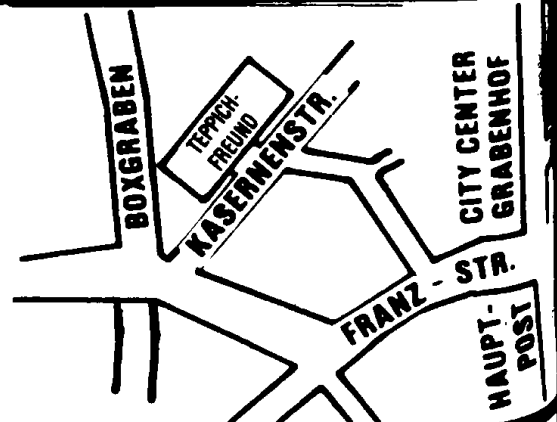 BOXGRABEN
TEPPICH-
FREUND
KASERNENSTR.
CITY CENTER
GRABENHOF
FRANZ - STR.
HAUPT-
POST